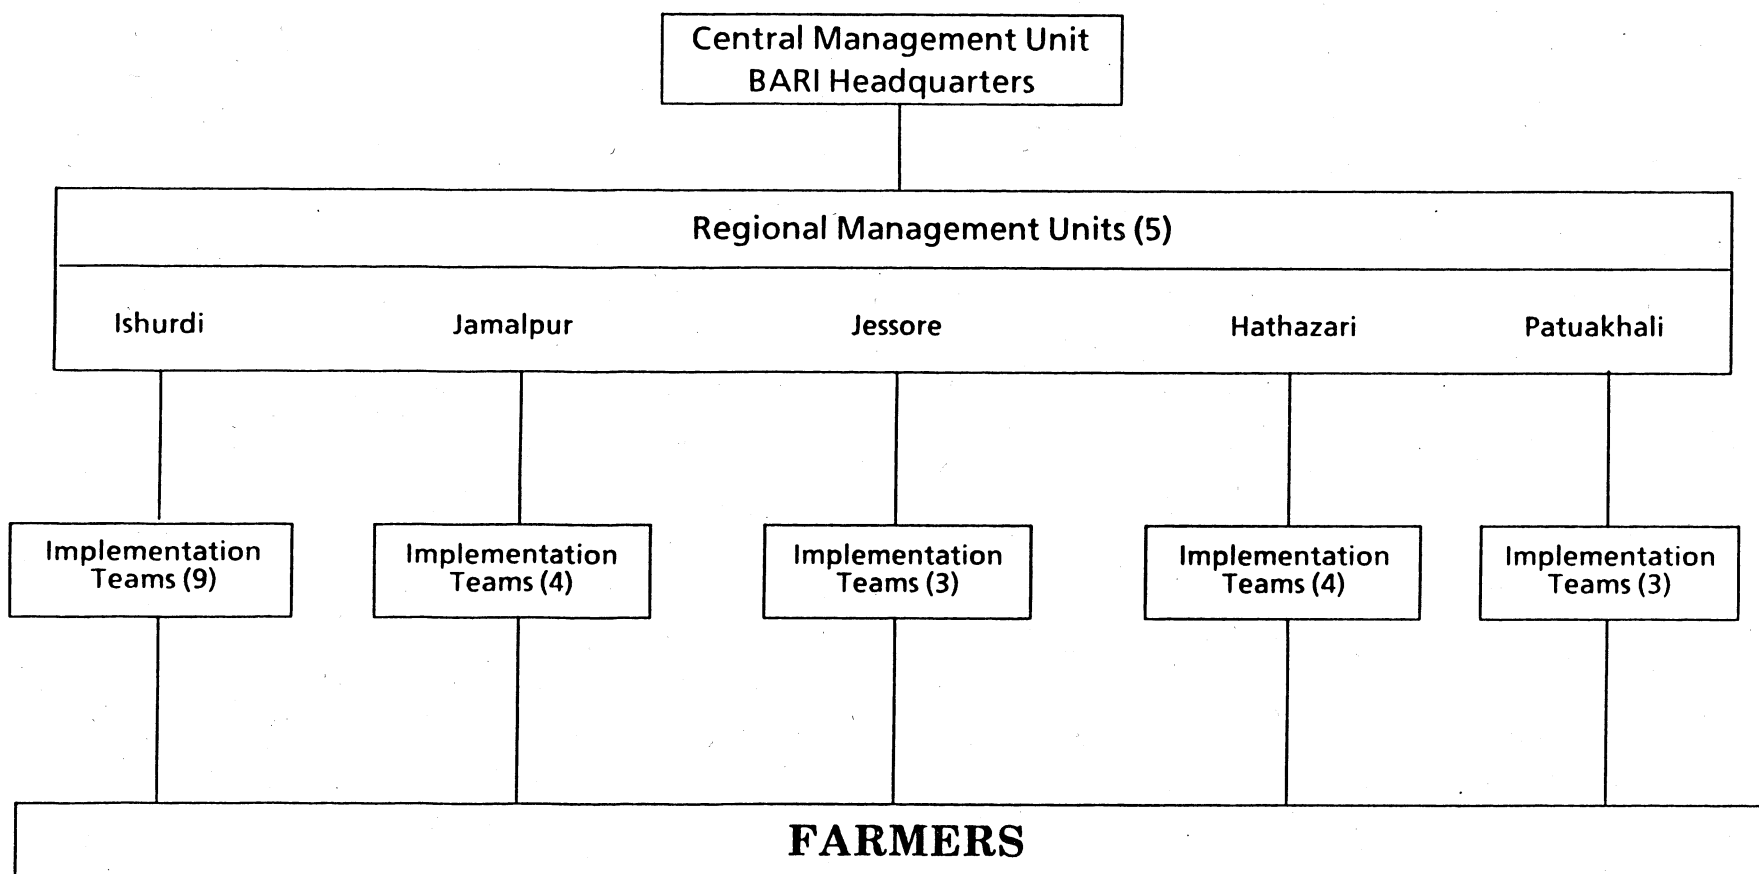 Central Management Unit
BARI Headquarters
Regional Management Units (5)
Ishurdi
Jamalpur
Jessore
Hathazari
Patuakhali
Implementation
Teams (9)
Implementation
Teams (4)
Implementation
Teams (3)
Implementation
Teams (4)
Implementation
Teams (3)
FARMERS